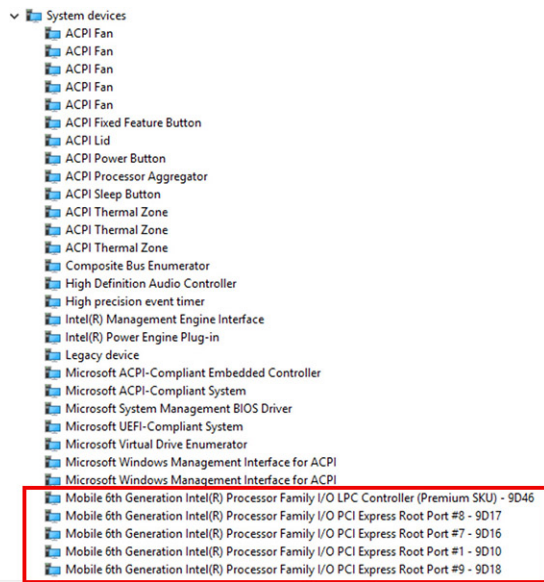 System devices
ACPI Fan
ACPI Fan
ACPI Fan
ACPI Fan
ACPI Fan
ACPI Fixed Feature Button
ACPI Lid
ACPI Power Button
ACPI Processor Aggregator
ACPI Sleep Button
ACPI Thermal Zone
ACPI Thermal Zone
ACPI Thermal Zone
Composite Bus Enumerator
High Definition Audio Controller
High precision event timer
Intel(R) Management Engine Interface
Intel(R) Power Engine Plug-in
Legacy device
Microsoft ACPI-Compliant Embedded Controller
Microsoft ACPI-Compliant System
Microsoft System Management BIOS Driver
Microsoft UEFI-Compliant System
Microsoft Virtual Drive Enumerator
Microsoft Windows Management Interface for ACPI
Microsoft Windows Management Interface for ACPI
Mobile 6th Generation Intel(R) Processor Family I/O LPC Controller (Premium SKU) - 9D46
Mobile 6th Generation Intel(R) Processor Family I/O PCI Express Root Port #8 - 9D17
Mobile 6th Generation Intel(R) Processor Family I/O PCI Express Root Port #7 - 9D16
Mobile 6th Generation Intel(R) Processor Family I/O PCI Express Root Port #1 - 9D10
Mobile 6th Generation Intel(R) Processor Family I/O PCI Express Root Port #9 - 9D18